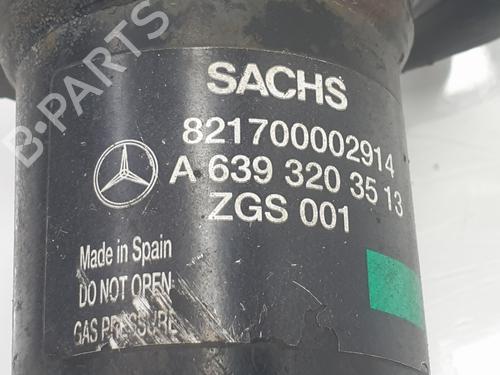 SACHS
821700002914
A 639 320 35 13
ZGS 001
Made in Spain
DO NOT OPEN
GAS PRESSURE
B-PARTS